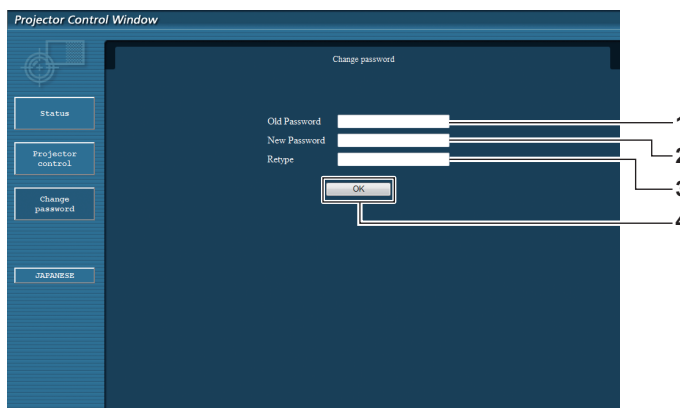 Projector Control Window
Change password
Status
Projector
control
Change
password
JAPANESE
Old Password
New Password
Retype
OK
1
2
3
4